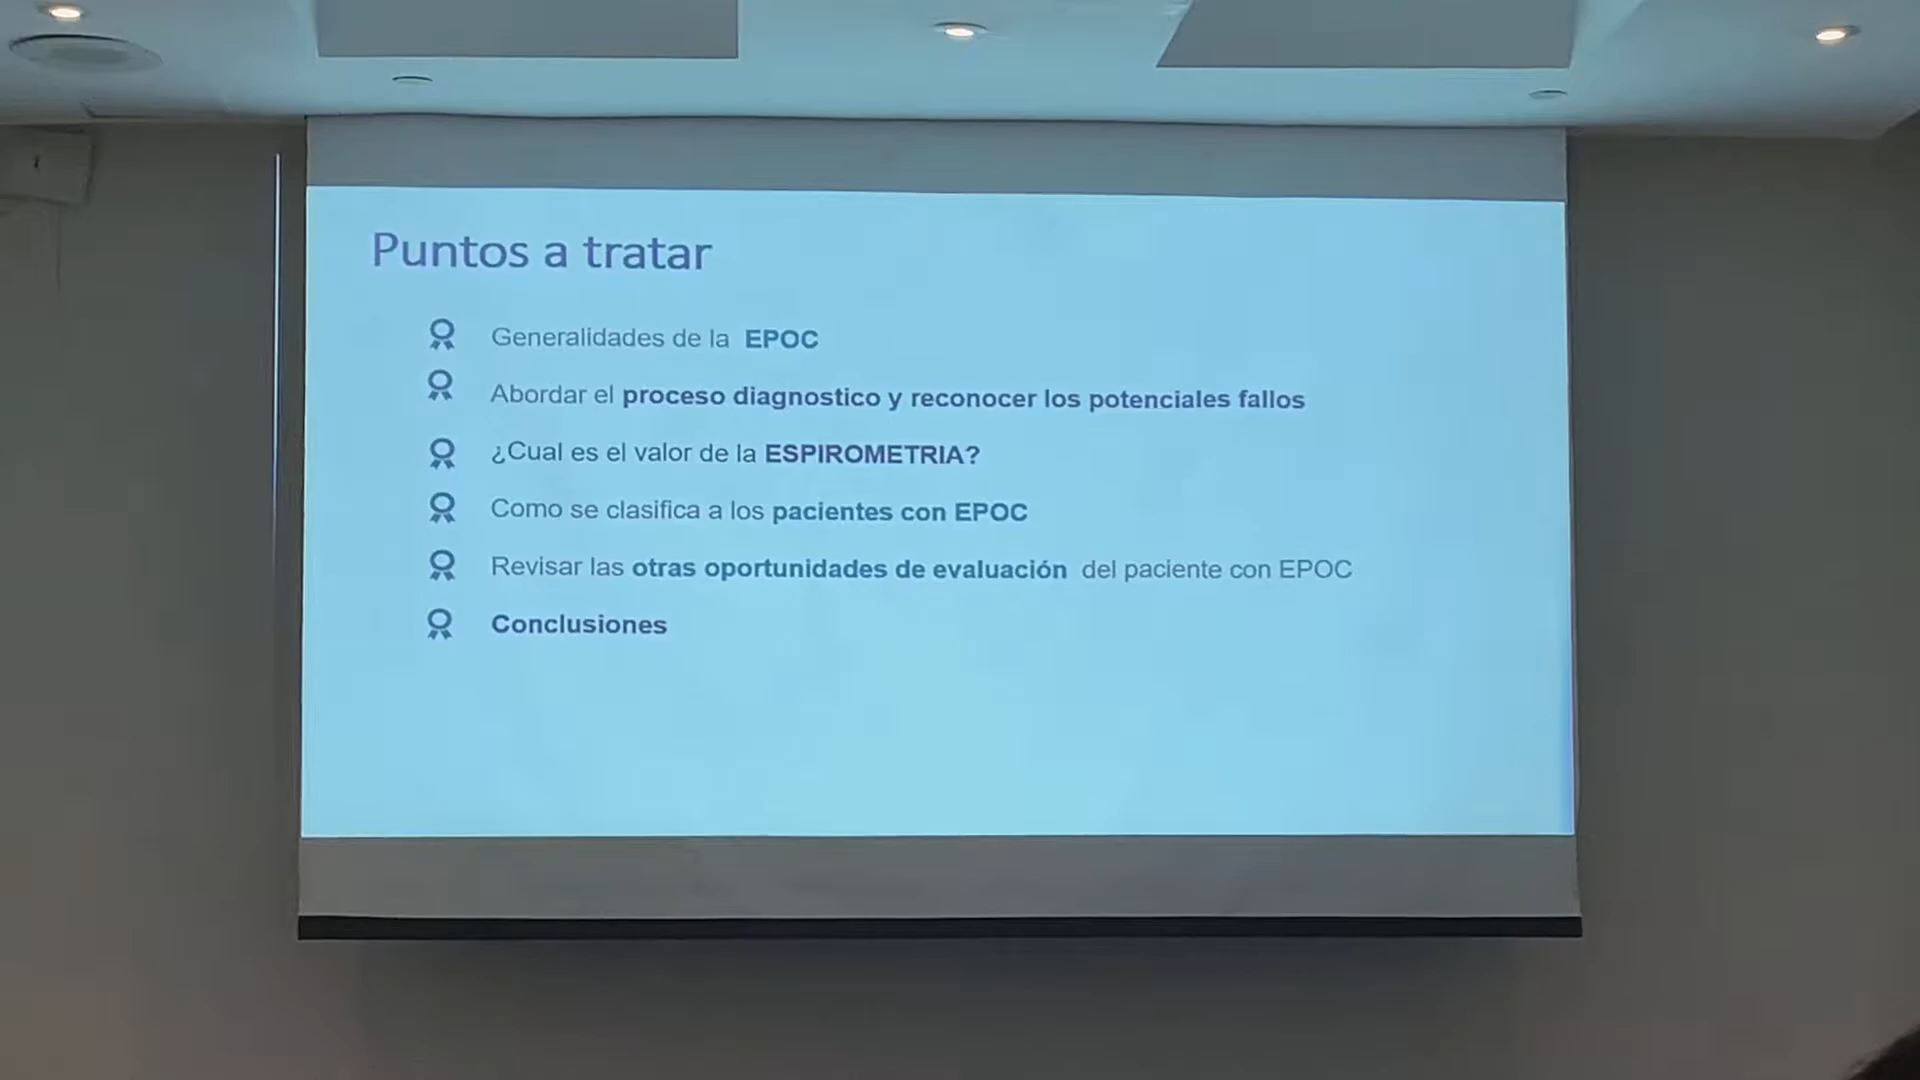 Puntos a tratar
Generalidades de la EPOC
Abordar el proceso diagnostico y reconocer los potenciales fallos
¿Cual es el valor de la ESPIROMETRIA?
Como se clasifica a los pacientes con EPOC
Revisar las otras oportunidades de evaluación del paciente con EPOC
Conclusiones